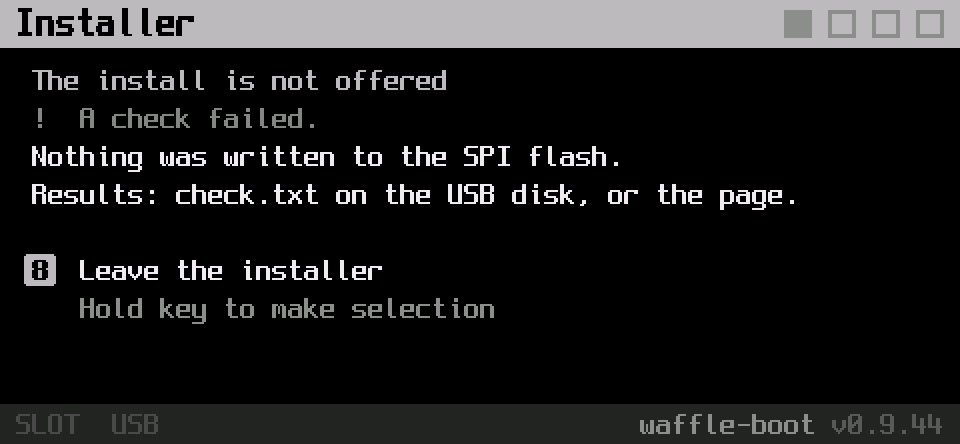 Installer
The install is not offered
! A check failed.
Nothing was written to the SPI flash.
Results: check.txt on the USB disk, or the page.
8 Leave the installer
Hold key to make selection
SLOT USB waffle-boot v0.9.44